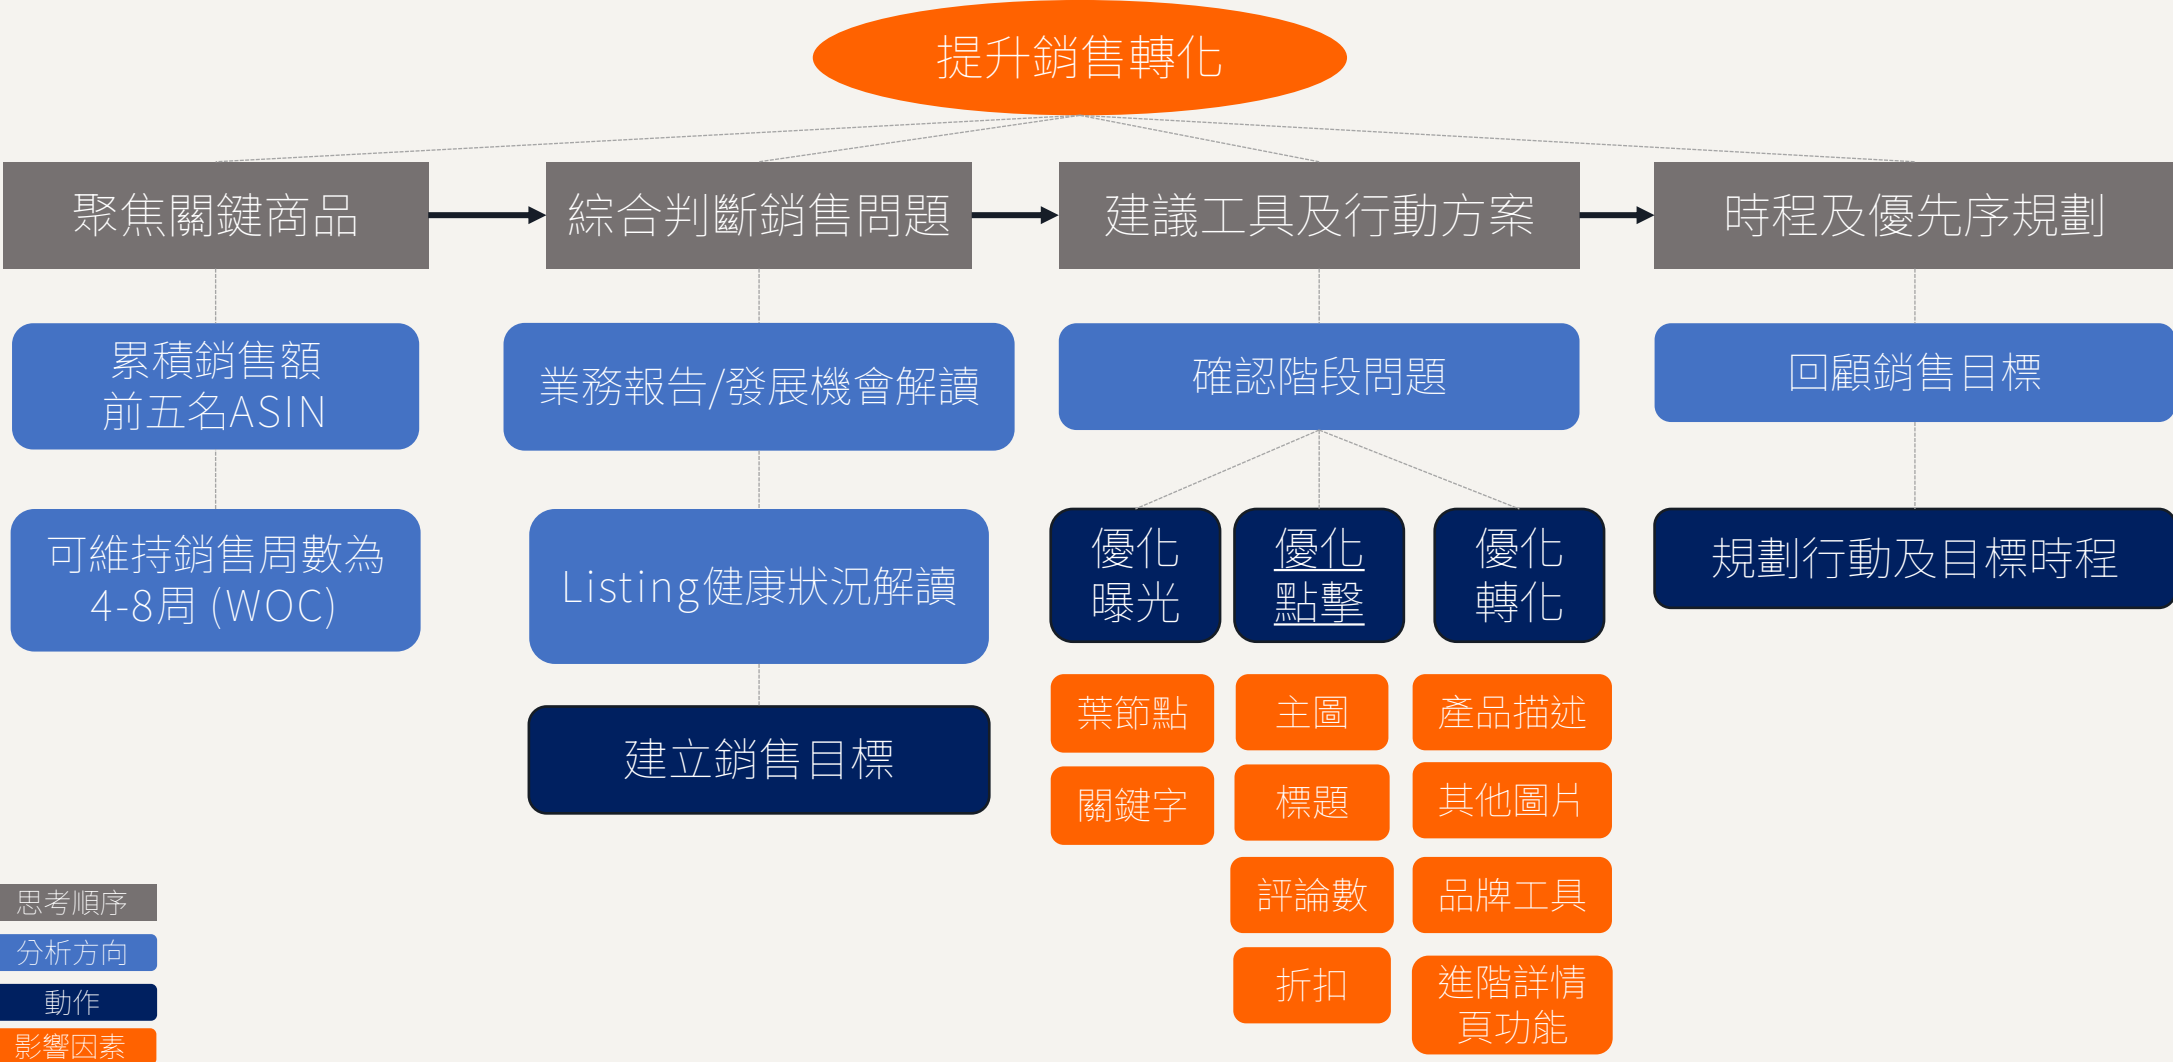 提升銷售轉化
聚焦關鍵商品
綜合判斷銷售問題
建議工具及行動方案
時程及優先序規劃
累積銷售額
前五名ASIN
業務報告/發展機會解讀
確認階段問題
回顧銷售目標
可維持銷售周數為
4-8周 (WOC)
Listing健康狀況解讀
優化
曝光
優化
點擊
優化
轉化
規劃行動及目標時程
建立銷售目標
葉節點
關鍵字
主圖
標題
評論數
折扣
產品描述
其他圖片
品牌工具
進階詳情
頁功能
思考順序
分析方向
動作
影響因素